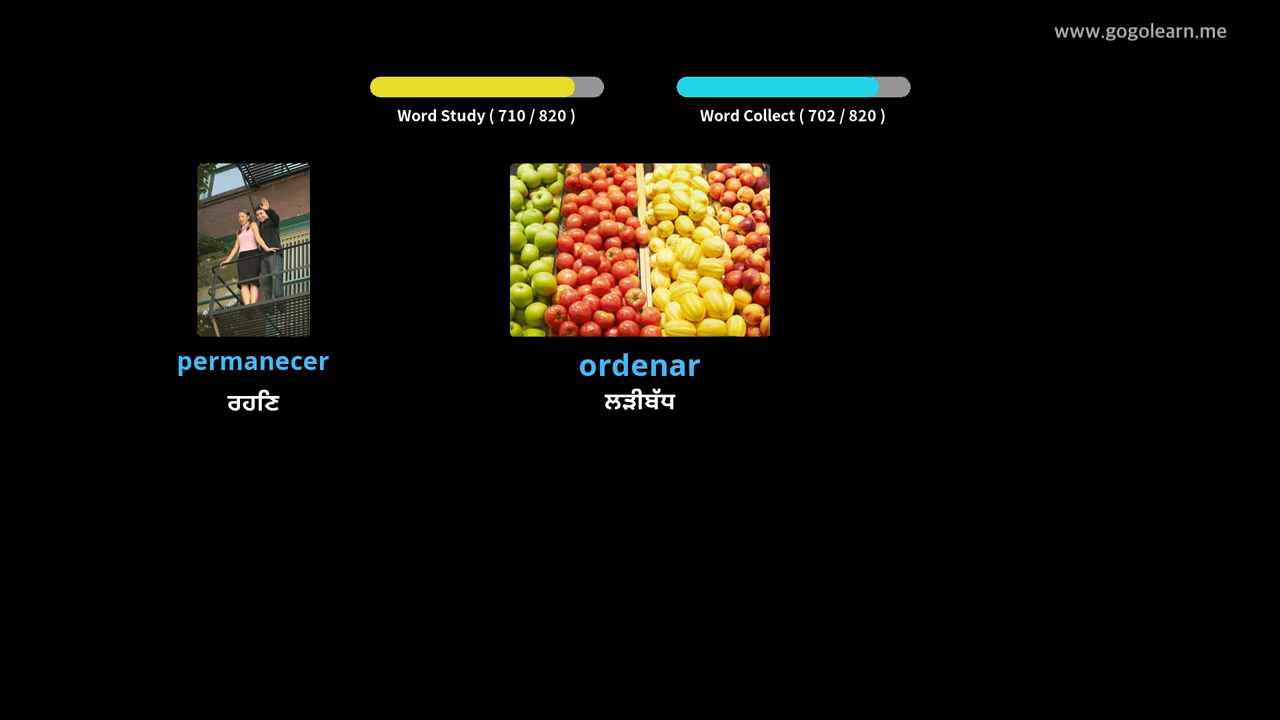 www.gogolearn.me
Word Study ( 710 / 820 )
Word Collect ( 702 / 820 )
permanecer
ਰਹਣਿ
ordenar
ਲੜੀਬੱਧ